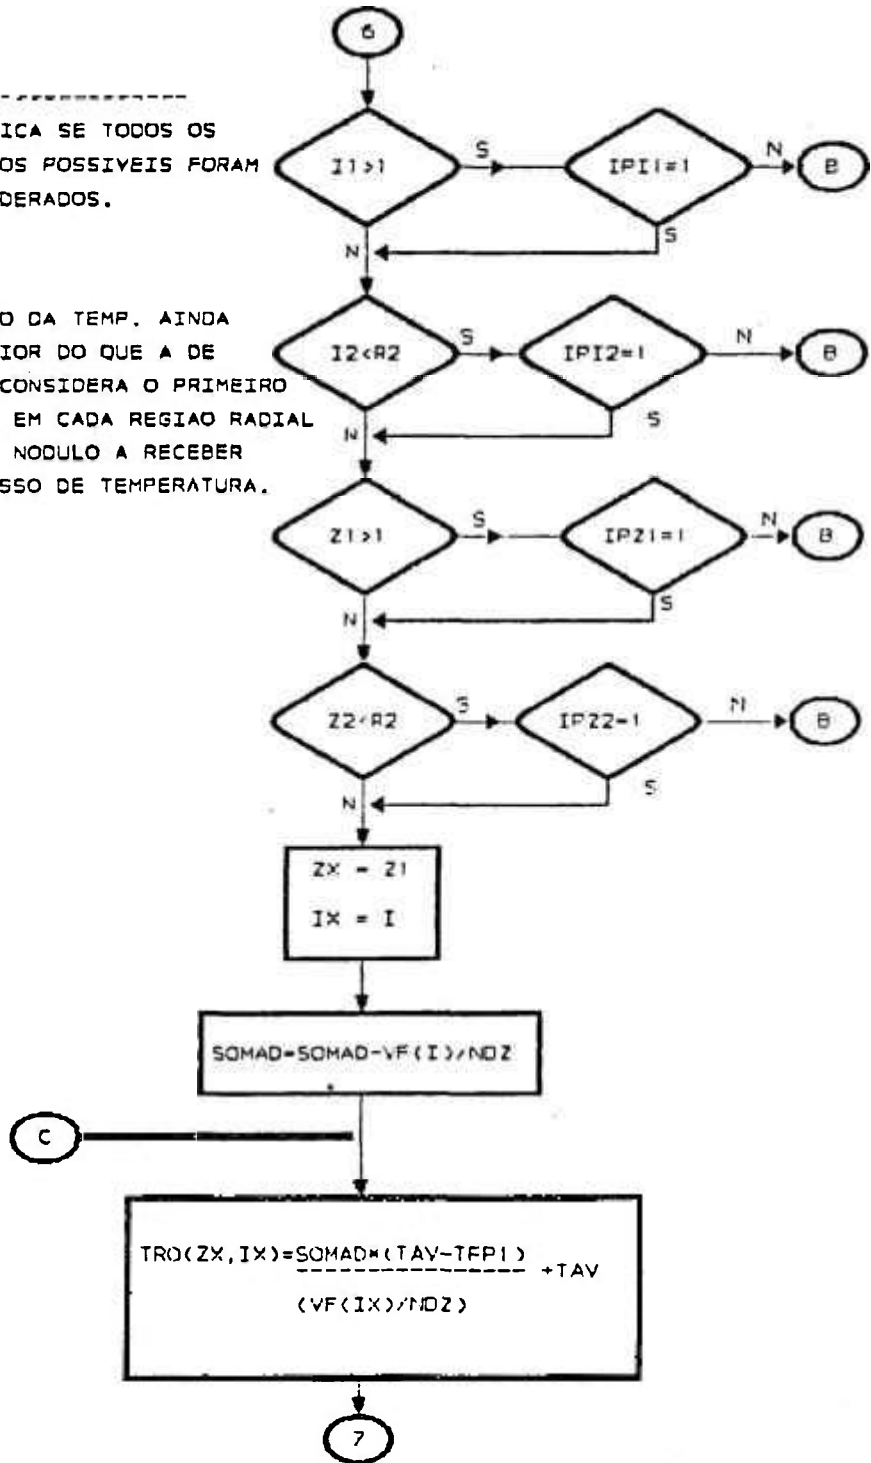 6
ICA SE TODOS OS
OS POSSIVEIS FORAM
DERADOS.
I1>1
S
IPI1=1
N
B
N
S
O DA TEMP. AINDA
IOR DO QUE A DE
CONSIDERA O PRIMEIRO
EM CADA REGIAO RADIAL
NODULO A RECEBER
SSO DE TEMPERATURA.
I2<R2
S
IPI2=1
N
B
N
S
Z1>1
S
IPZ1=1
N
B
N
S
Z2<R2
S
IPZ2=1
N
B
N
S
ZX = Z1
IX = I
SOMAD=SOMAD-VF(I)/NDZ
C
TRO(ZX,IX)=SOMAD*(TAV-TFP1) +TAV
(VF(IX)/NDZ)
7